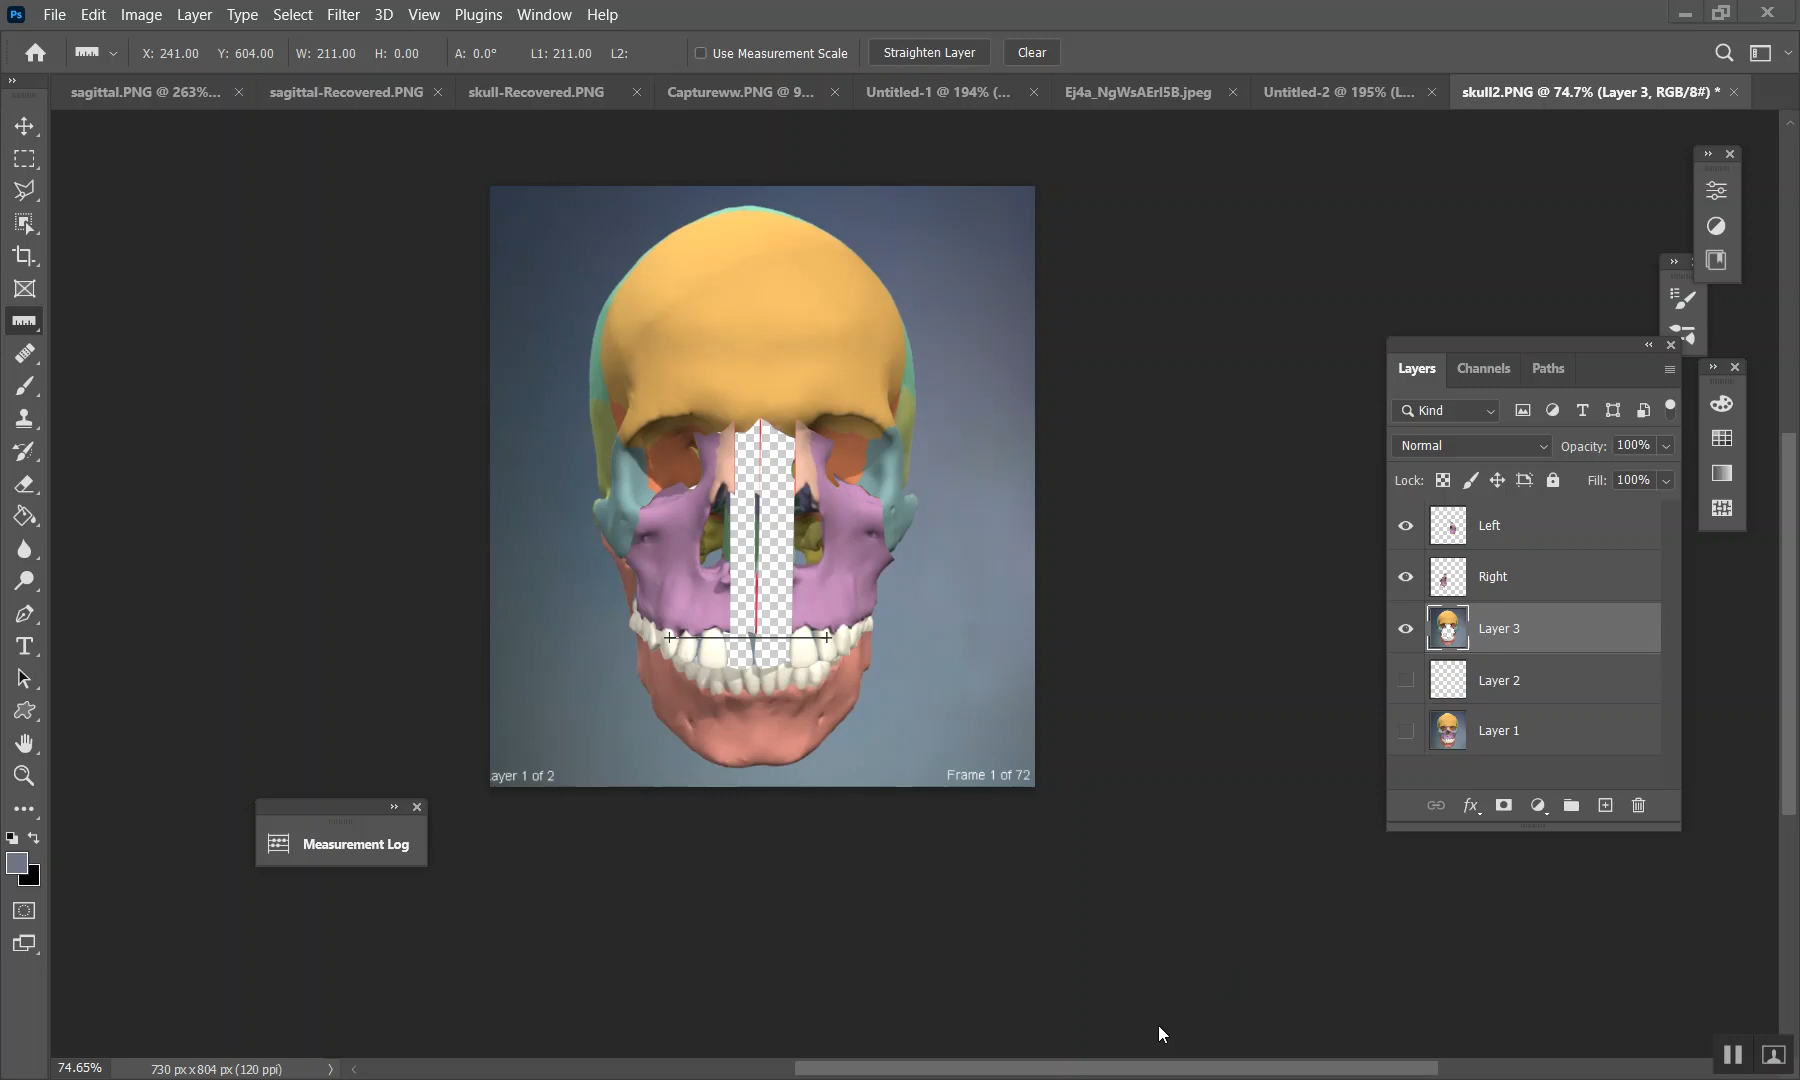 Ps File Edit Image Layer Type Select Filter 3D View Plugins Window Help
X: 241.00 Y: 604.00 W: 211.00 H: 0.00 A: 0.0° L1: 211.00 L2: Use Measurement Scale Straighten Layer Clear
sagittal.PNG @ 263%... sagittal-Recovered.PNG skull-Recovered.PNG Captureww.PNG @ 9... Untitled-1 @ 194% (... Ej4a_NgWsAErI5B.jpeg Untitled-2 @ 195% (L... skull2.PNG @ 74.7% (Layer 3, RGB/8#) *
Layers Channels Paths
Kind
Normal Opacity: 100%
Lock: Fill: 100%
Left
Right
Layer 3
Layer 2
Layer 1
fx
ayer 1 of 2 Frame 1 of 72
Measurement Log
74.65% 730 px x 804 px (120 ppi)